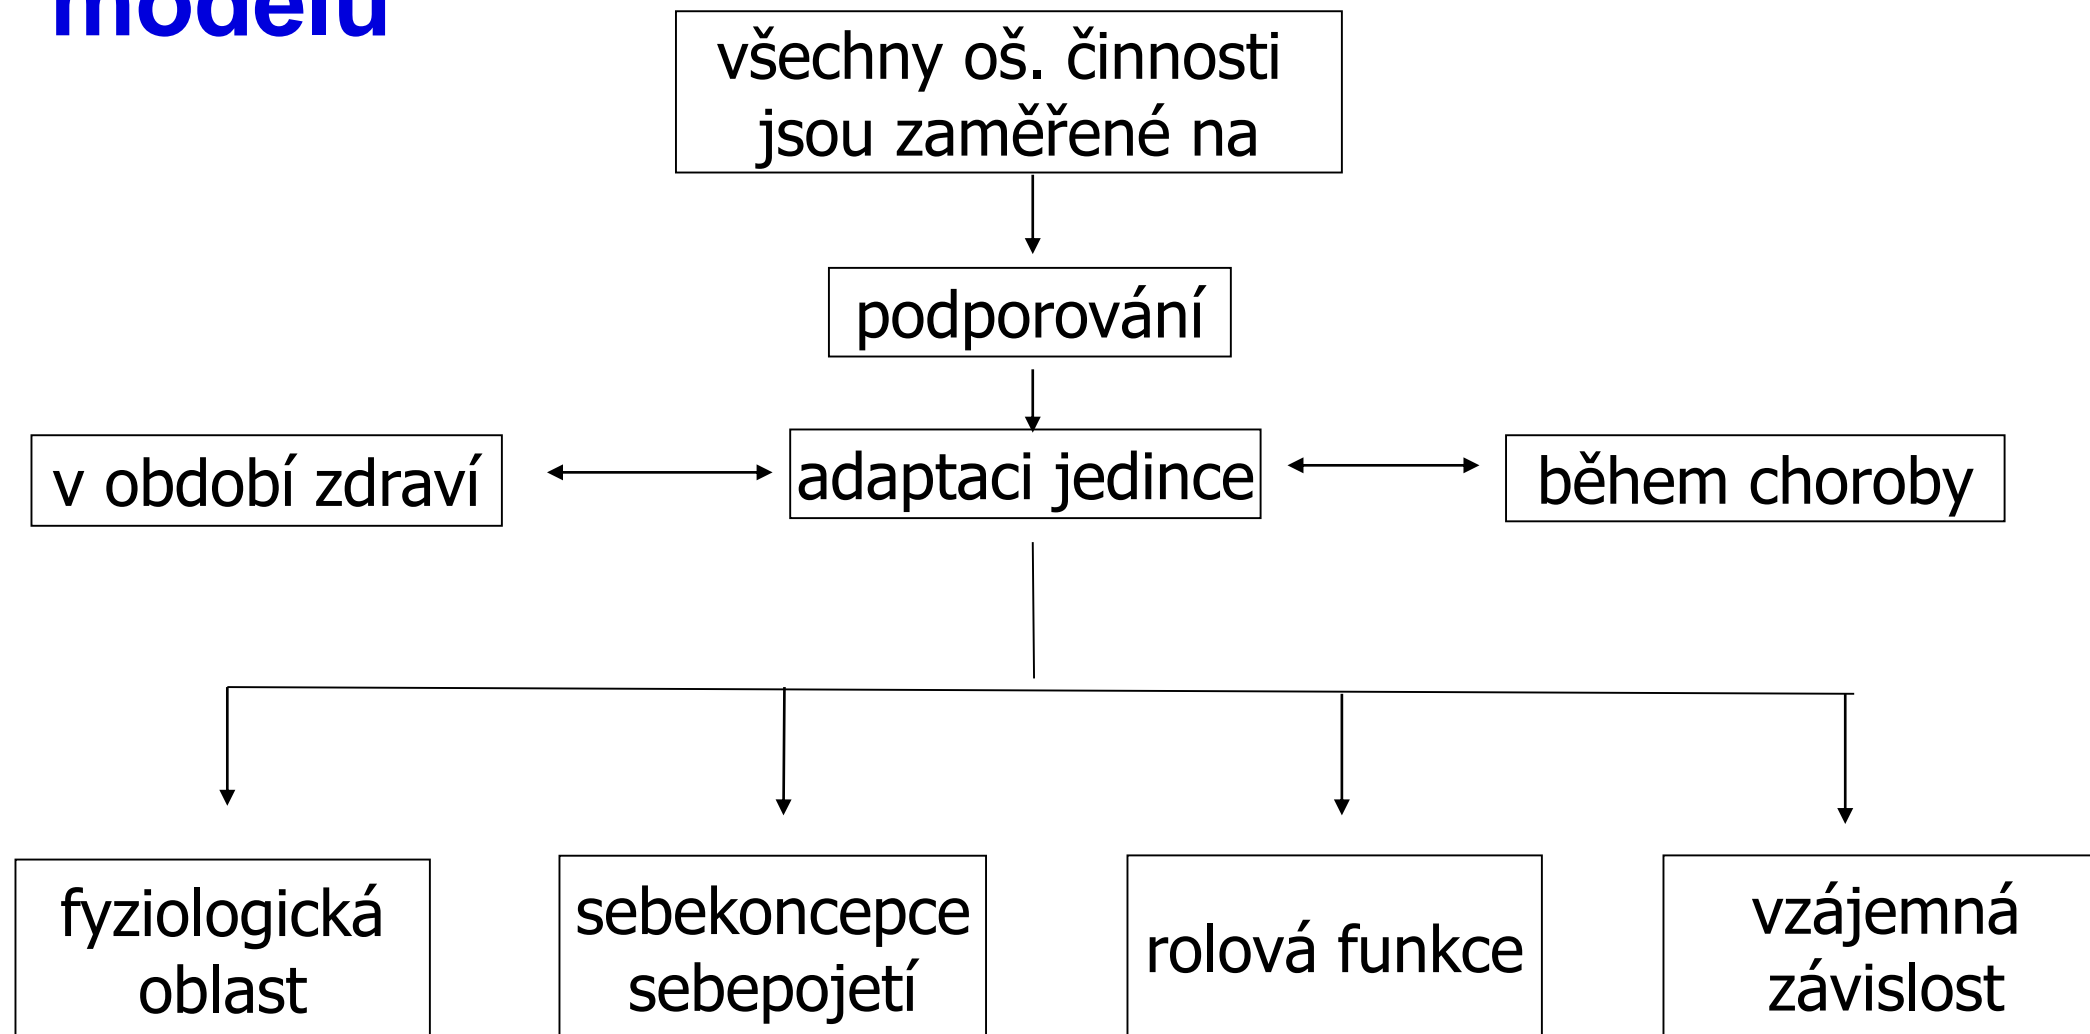 modelu
všechny oš. činnosti
jsou zaměřené na
podporování
v období zdraví
adaptaci jedince
během choroby
fyziologická
oblast
sebekoncepce
sebepojetí
rolová funkce
vzájemná
závislost